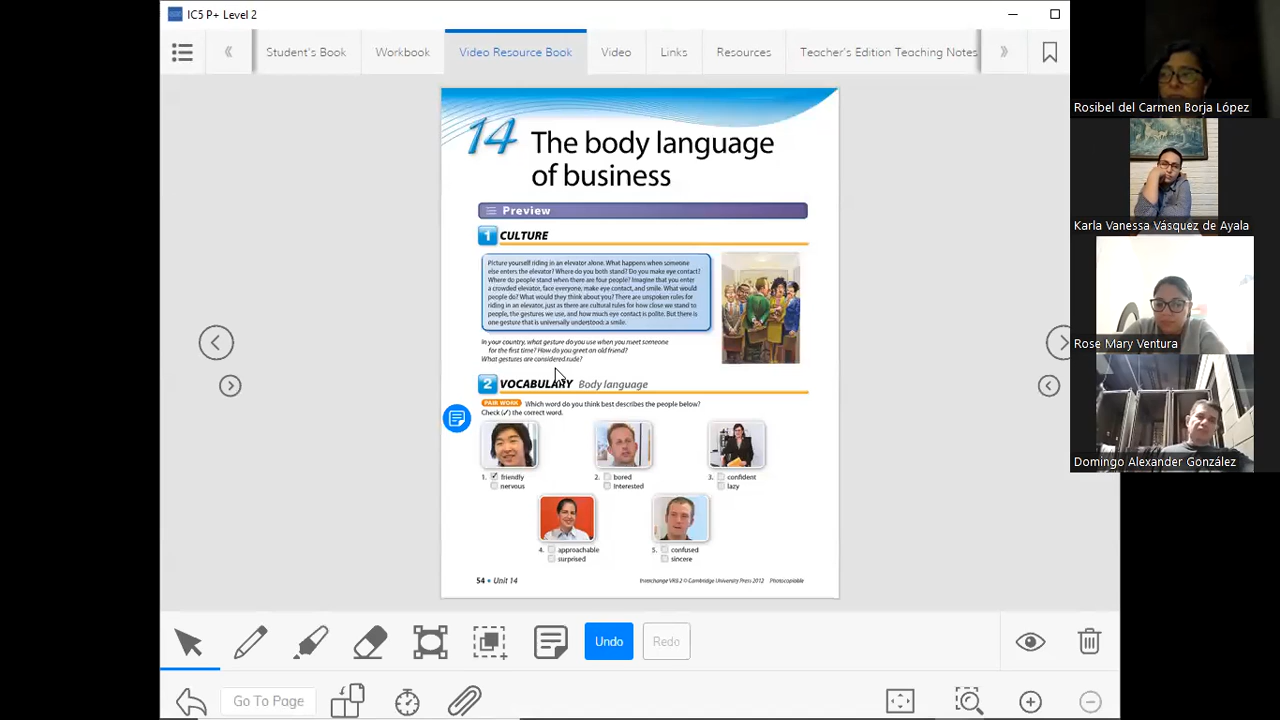 IC5 P+ Level 2
Student's Book
Workbook
Video Resource Book
Video
Links
Resources
Teacher's Edition Teaching Notes
14 The body language
of business
Preview
1 CULTURE
Picture yourself riding in an elevator alone. What happens when someone
else enters the elevator? Where do you both stand? Do you make eye contact?
Where do people stand when there are four people? Imagine that you enter
a crowded elevator, face everyone, make eye contact, and smile. What would
people do? What would they think about you? There are unspoken rules for
riding in an elevator, just as there are cultural rules for how close we stand to
people, the gestures we use, and how much eye contact is polite. But there is
one gesture that is universally understood: a smile.
In your country, what gesture do you use when you meet someone
for the first time? How do you greet an old friend?
What gestures are considered rude?
2 VOCABULARY Body language
PAIR WORK Which word do you think best describes the people below?
Check (✓) the correct word.
1. ✓ friendly
nervous
2. bored
interested
3. confident
lazy
4. approachable
surprised
5. confused
sincere
54 • Unit 14
Interchange VRB 2 © Cambridge University Press 2012 Photocopiable
Undo
Redo
Go To Page
Rosibel del Carmen Borja López
Karla Vanessa Vásquez de Ayala
Rose Mary Ventura
Domingo Alexander González